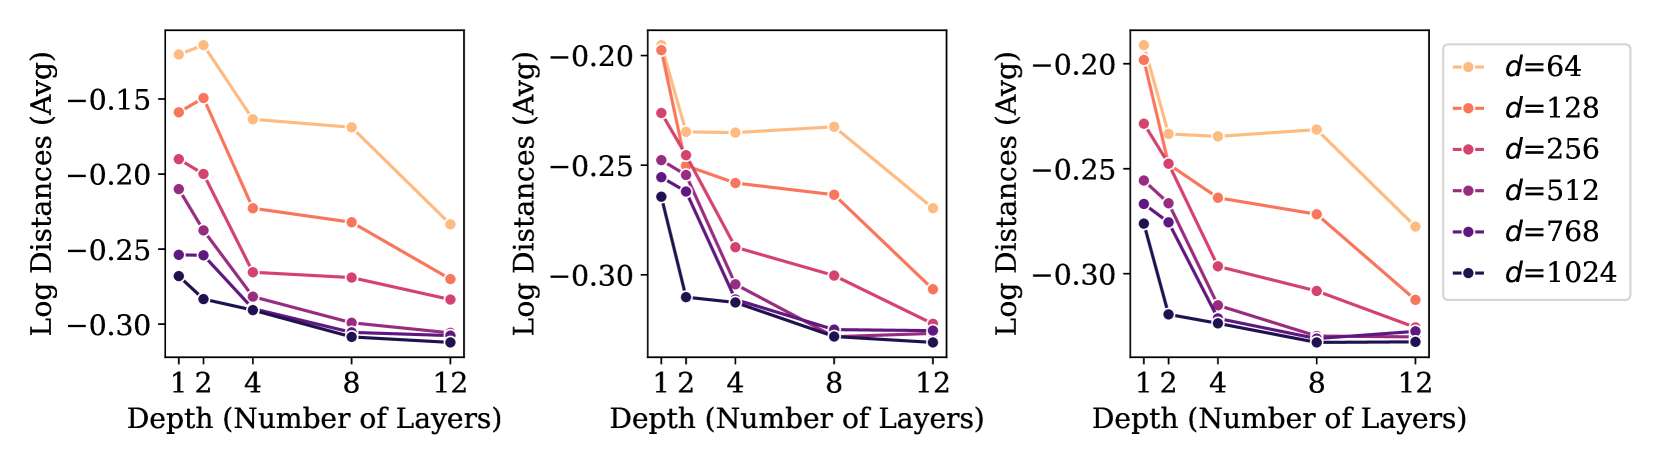 Log Distances (Avg)
−0.15
−0.20
−0.25
−0.30
1 2 4 8 12
Depth (Number of Layers)
Log Distances (Avg)
−0.20
−0.25
−0.30
1 2 4 8 12
Depth (Number of Layers)
Log Distances (Avg)
−0.20
−0.25
−0.30
1 2 4 8 12
Depth (Number of Layers)
d=64
d=128
d=256
d=512
d=768
d=1024